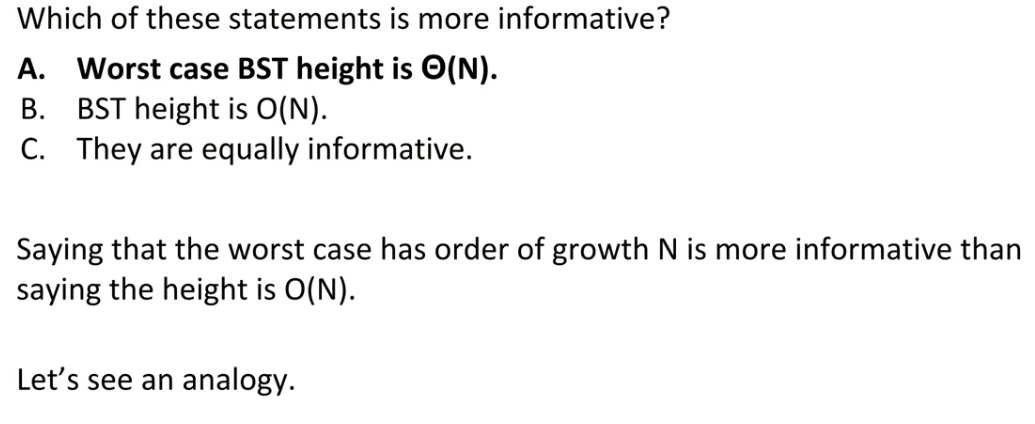 Which of these statements is more informative?
A. Worst case BST height is Θ(N).
B. BST height is O(N).
C. They are equally informative.
Saying that the worst case has order of growth N is more informative than
saying the height is O(N).
Let's see an analogy.